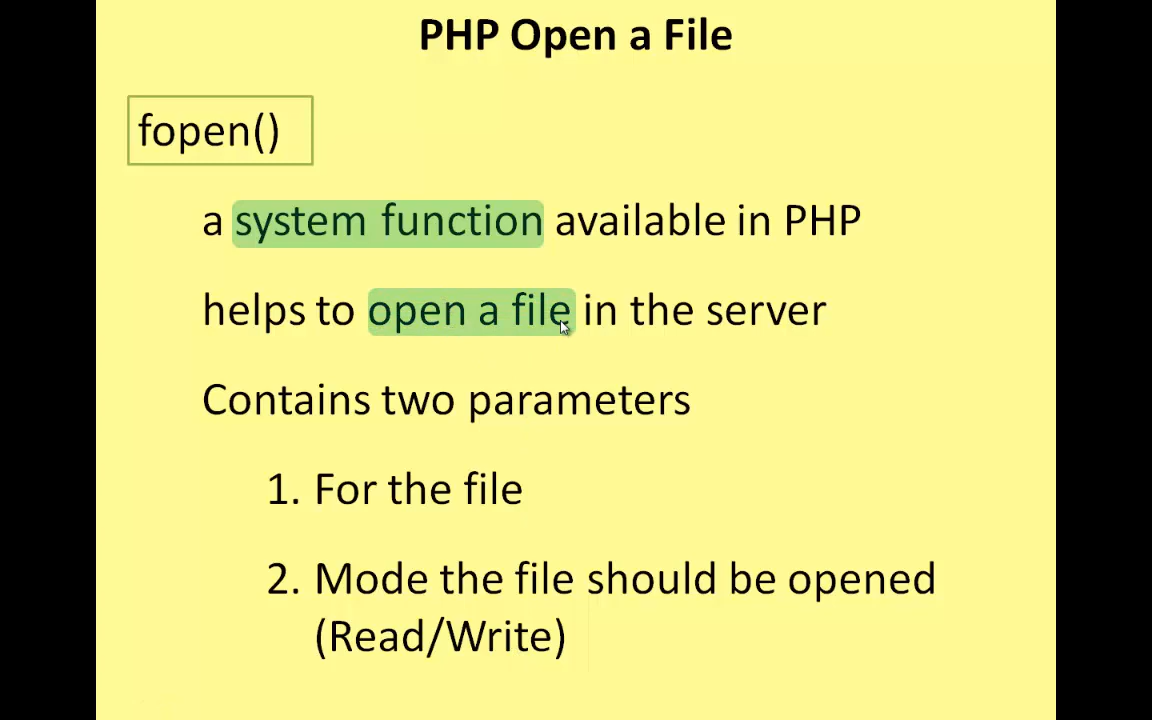 PHP Open a File
fopen()
a system function available in PHP
helps to open a file in the server
Contains two parameters
1. For the file
2. Mode the file should be opened
(Read/Write)